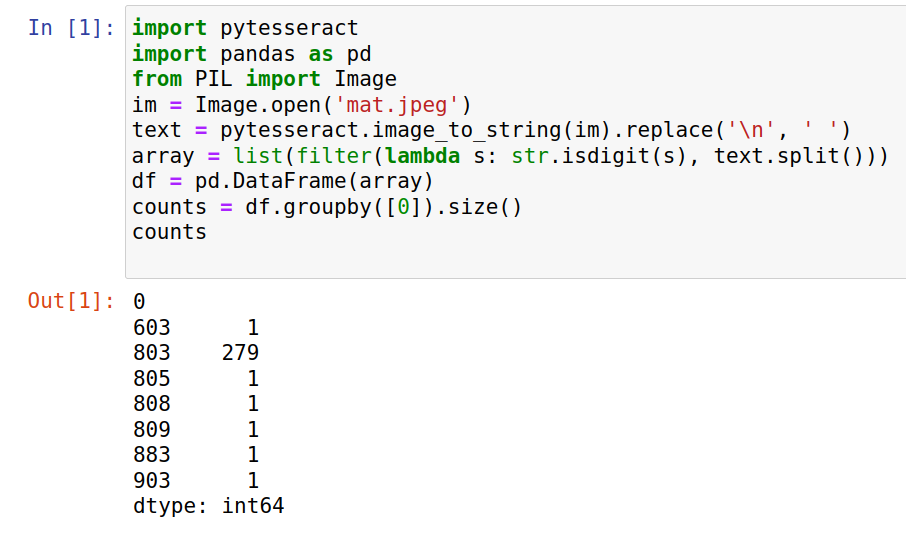 In [1]: import pytesseract
import pandas as pd
from PIL import Image
im = Image.open('mat.jpeg')
text = pytesseract.image_to_string(im).replace('\n', ' ')
array = list(filter(lambda s: str.isdigit(s), text.split()))
df = pd.DataFrame(array)
counts = df.groupby([0]).size()
counts
Out[1]: 0
603      1
803    279
805      1
808      1
809      1
883      1
903      1
dtype: int64